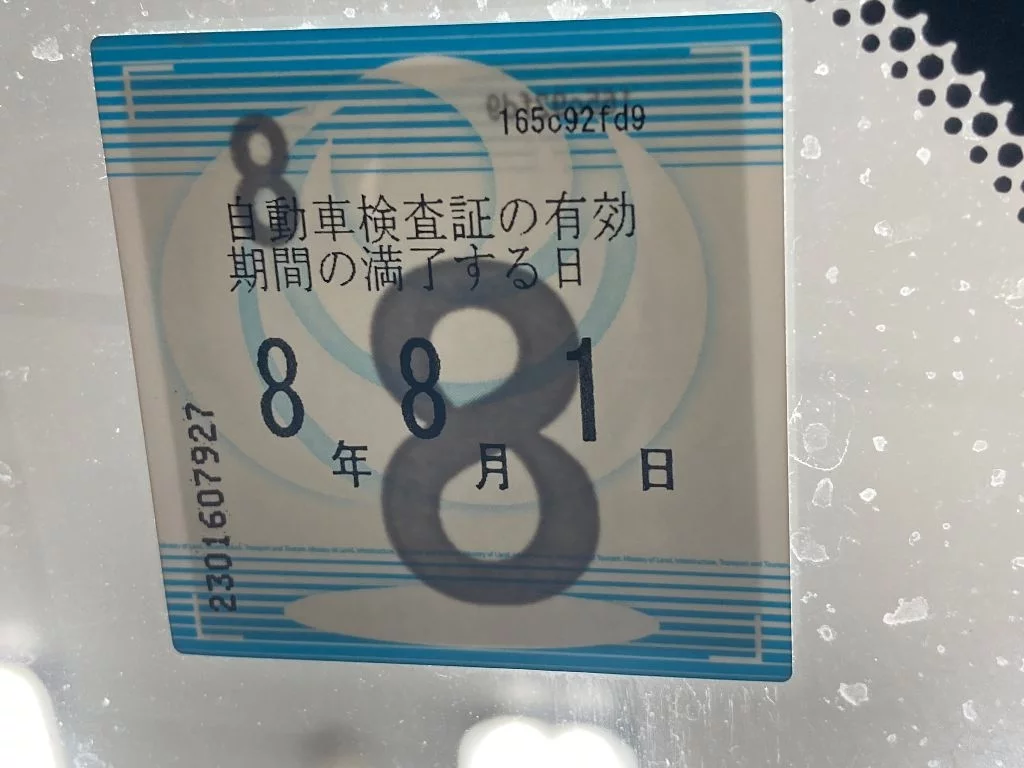 165c92fd9
8
自動車検査証の有効
期間の満了する日
8
8年 8月 1日
2301607927